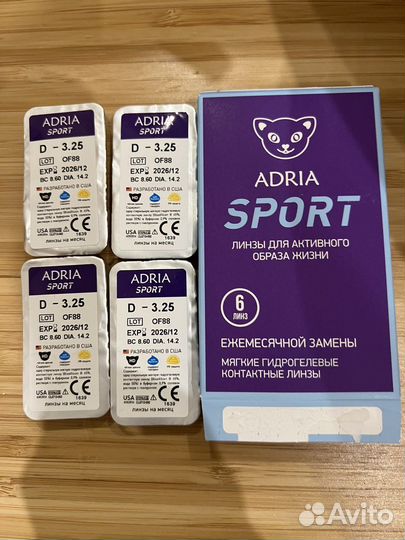 ADRIA
SPORT
D - 3.25
LOT OF88
EXP 2026/12
BC 8.60 DIA. 14.2
РАЗРАБОТАНО В США
USA
CE
1639
ЛИНЗЫ НА МЕСЯЦ
ADRIA
SPORT
D - 3.25
LOT OF88
EXP 2026/12
BC 8.60 DIA. 14.2
РАЗРАБОТАНО В США
USA
CE
1639
ЛИНЗЫ НА МЕСЯЦ
ADRIA
SPORT
D - 3.25
LOT OF88
EXP 2026/12
BC 8.60 DIA. 14.2
РАЗРАБОТАНО В США
USA
CE
1639
ЛИНЗЫ НА МЕСЯЦ
ADRIA
SPORT
D - 3.25
LOT OF88
EXP 2026/12
BC 8.60 DIA. 14.2
РАЗРАБОТАНО В США
USA
CE
1639
ЛИНЗЫ НА МЕСЯЦ
ADRIA
SPORT
ЛИНЗЫ ДЛЯ АКТИВНОГО
ОБРАЗА ЖИЗНИ
6
ЛИНЗ
ЕЖЕМЕСЯЧНОЙ ЗАМЕНЫ
МЯГКИЕ ГИДРОГЕЛЕВЫЕ
КОНТАКТНЫЕ ЛИНЗЫ
Avito